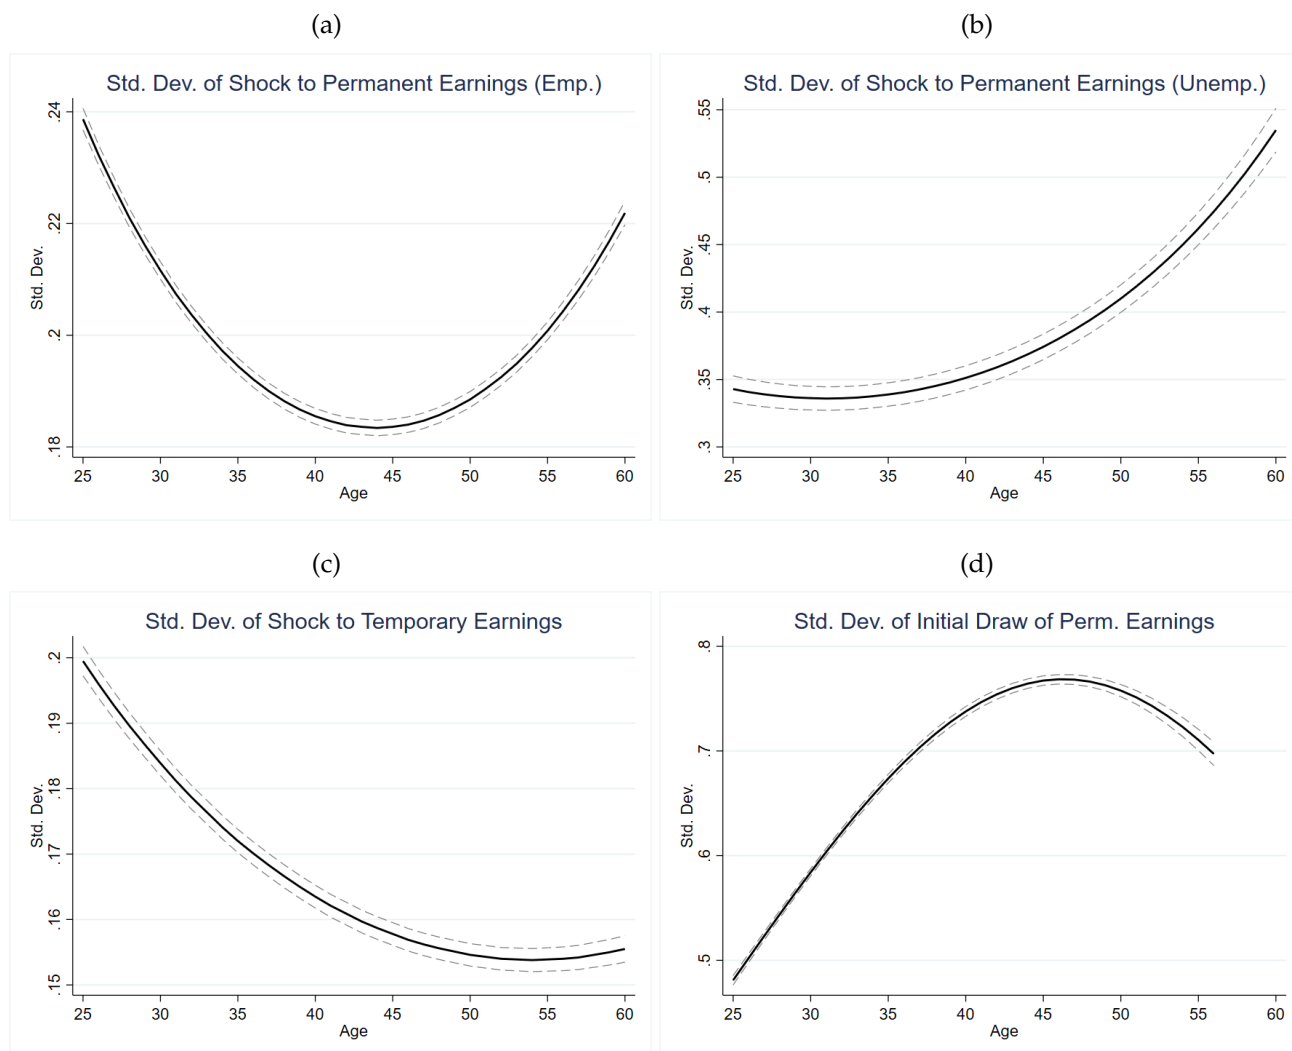 (a)
Std. Dev. of Shock to Permanent Earnings (Emp.)
Std. Dev.
.24
.22
.2
.18
25 30 35 40 45 50 55 60
Age
(b)
Std. Dev. of Shock to Permanent Earnings (Unemp.)
Std. Dev.
.55
.5
.45
.4
.35
.3
25 30 35 40 45 50 55 60
Age
(c)
Std. Dev. of Shock to Temporary Earnings
Std. Dev.
.2
.19
.18
.17
.16
.15
25 30 35 40 45 50 55 60
Age
(d)
Std. Dev. of Initial Draw of Perm. Earnings
Std. Dev.
.8
.7
.6
.5
25 30 35 40 45 50 55 60
Age